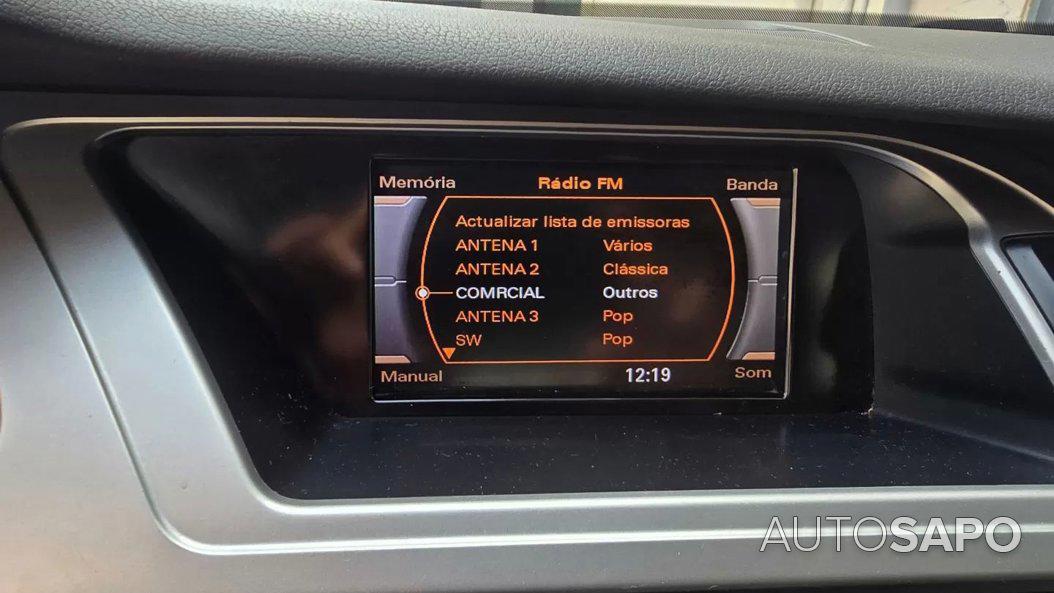 Memória Rádio FM Banda
Actualizar lista de emissoras
ANTENA 1 Vários
ANTENA 2 Clássica
COMRCIAL Outros
ANTENA 3 Pop
SW Pop
Manual 12:19 Som
AUTOSAPO